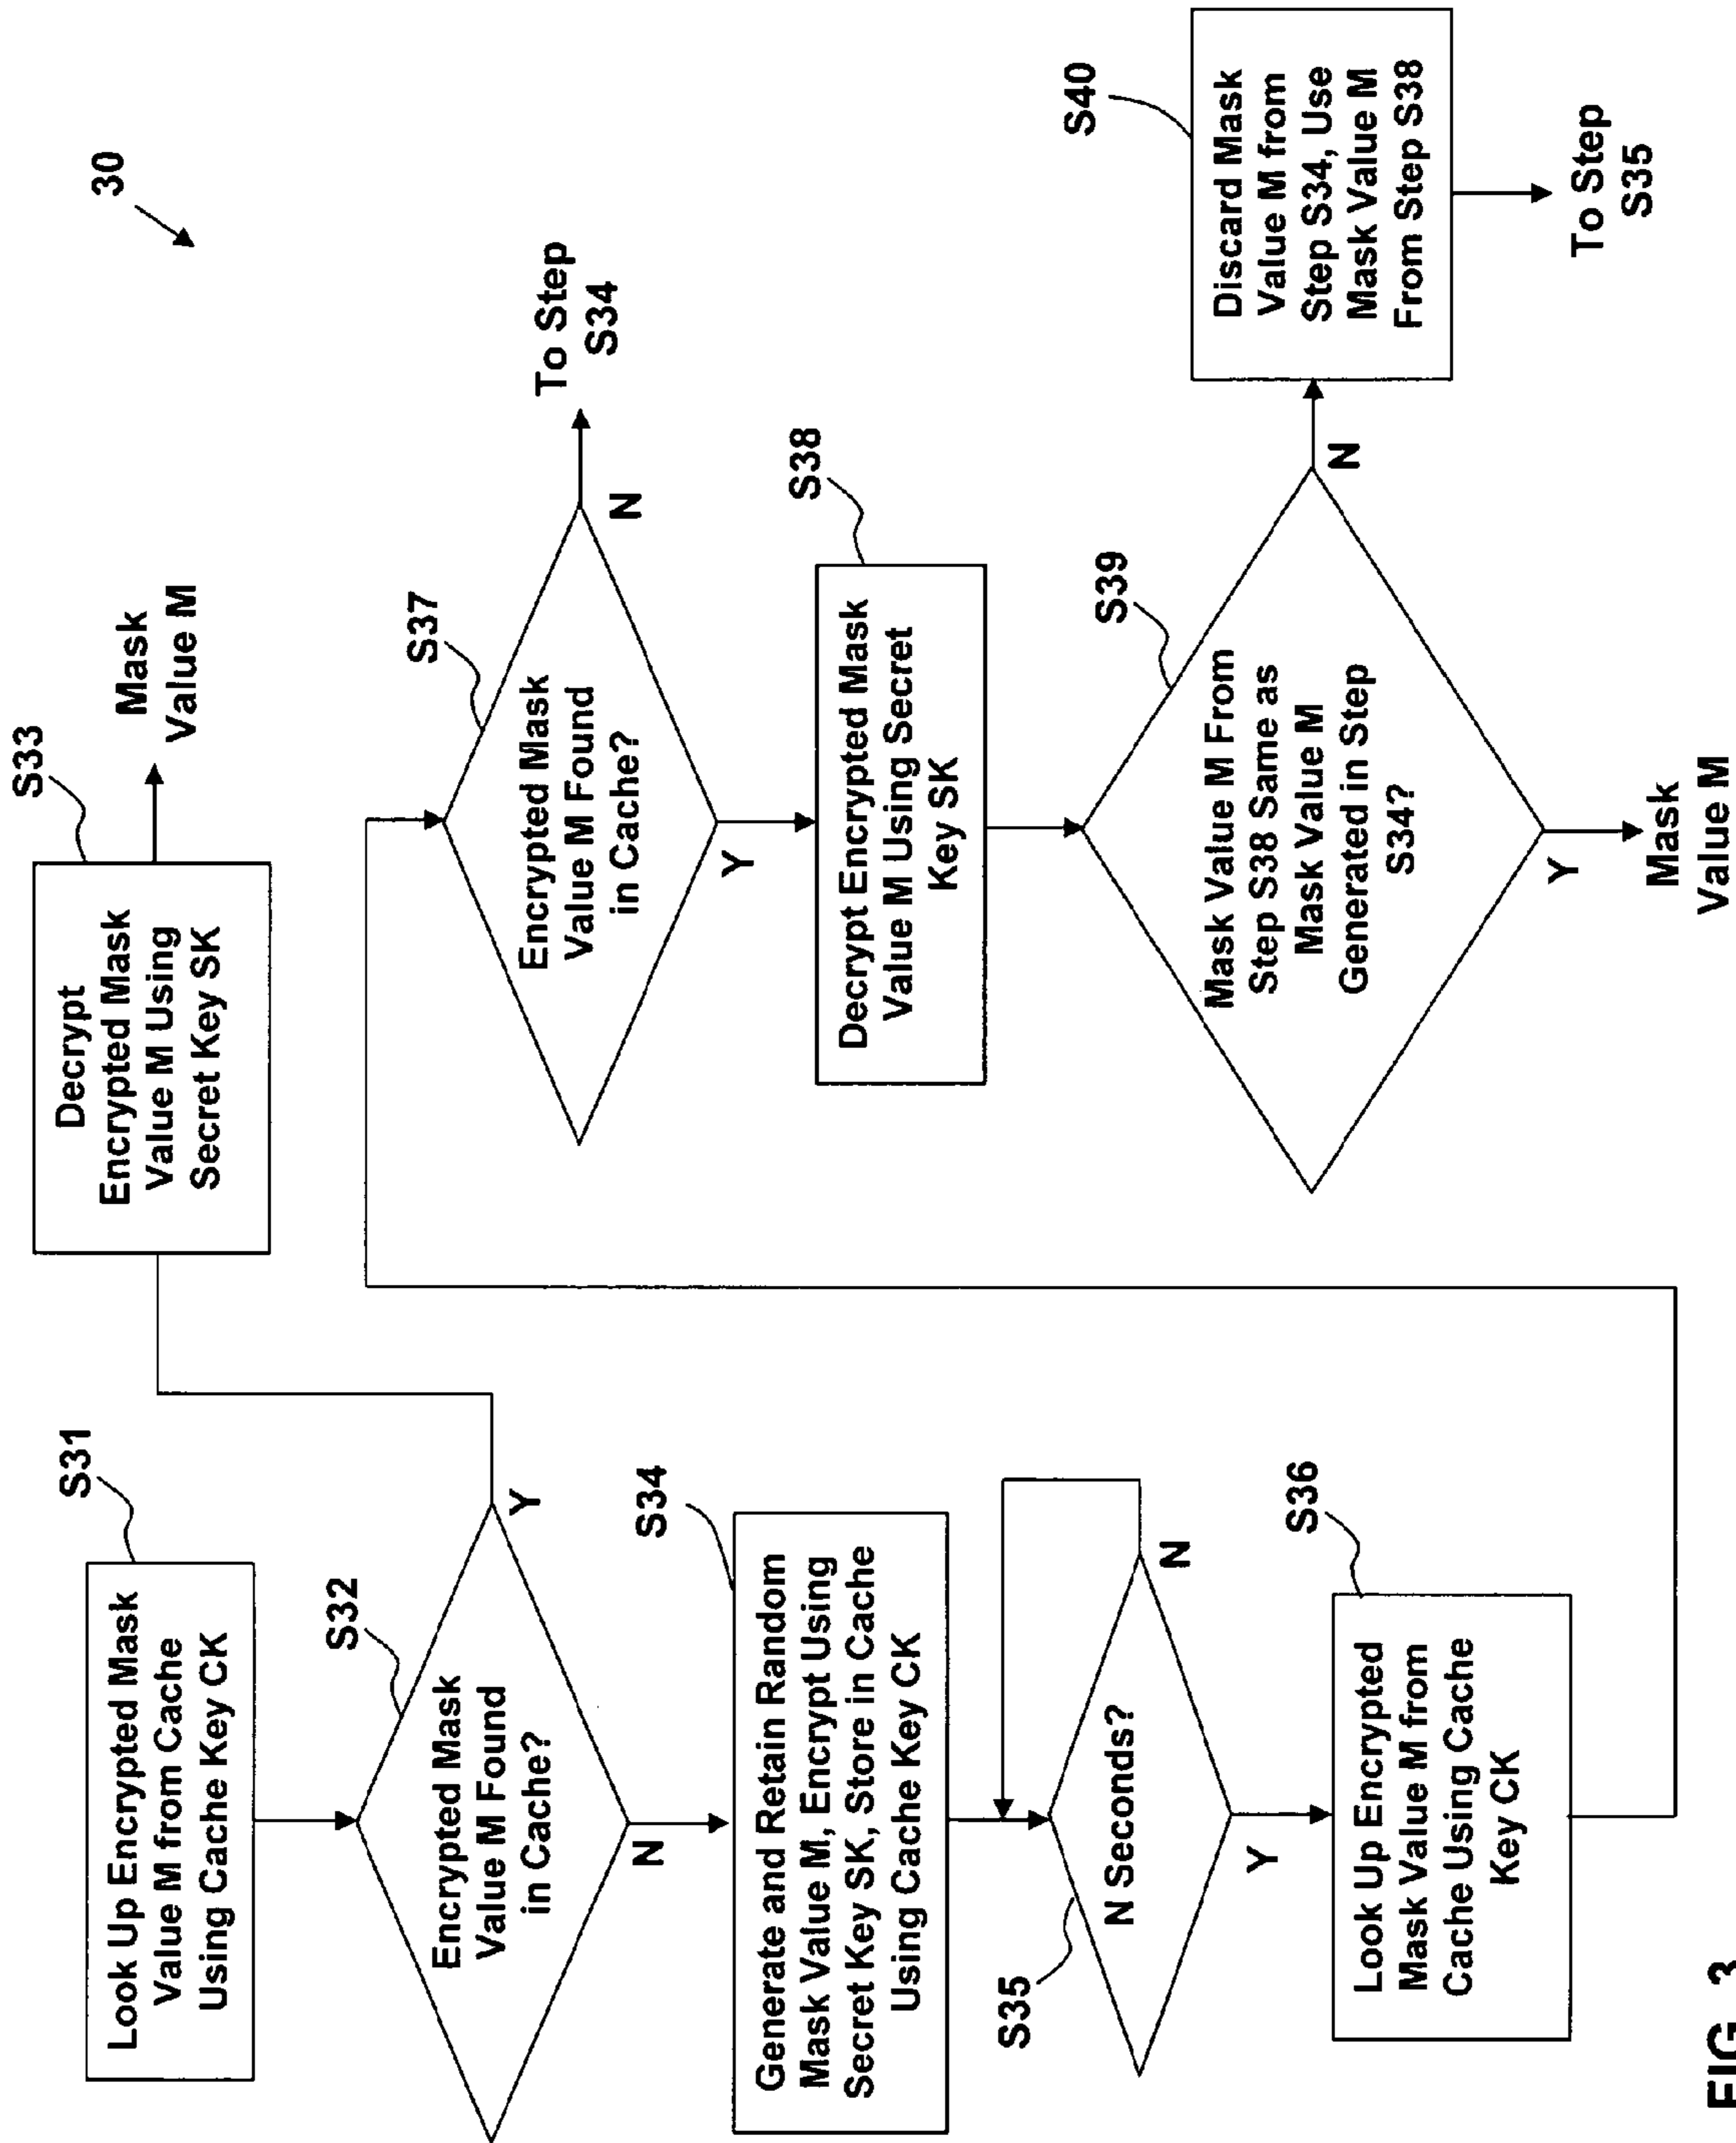 30
S31
Look Up Encrypted Mask
Value M from Cache
Using Cache Key CK
S32
Encrypted Mask
Value M Found
in Cache?
Y
N
S33
Decrypt
Encrypted Mask
Value M Using
Secret Key SK
Mask
Value M
S34
Generate and Retain Random
Mask Value M, Encrypt Using
Secret Key SK, Store in Cache
Using Cache Key CK
S35
N Seconds?
N
Y
S36
Look Up Encrypted
Mask Value M from
Cache Using Cache
Key CK
S37
Encrypted Mask
Value M Found
in Cache?
N
To Step
S34
Y
S38
Decrypt Encrypted Mask
Value M Using Secret
Key SK
S39
Mask Value M From
Step S38 Same as
Mask Value M
Generated in Step
S34?
N
Y
Mask
Value M
S40
Discard Mask
Value M from
Step S34, Use
Mask Value M
From Step S38
To Step
S35
FIG. 3